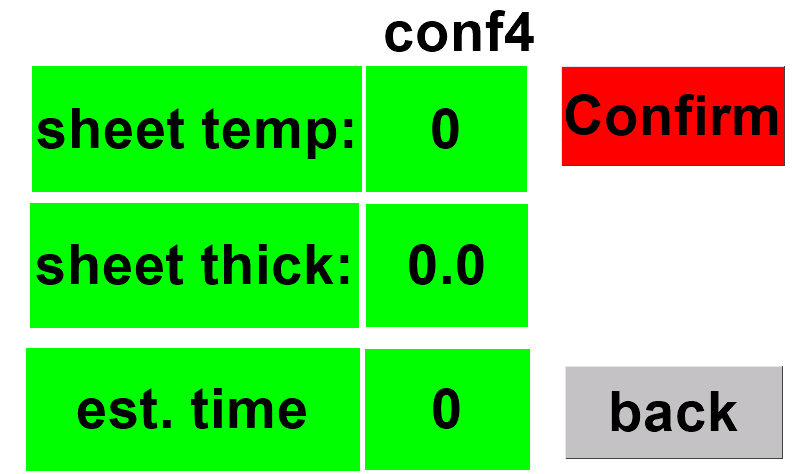 conf4
sheet temp: 0
Confirm
sheet thick: 0.0
est. time 0
back